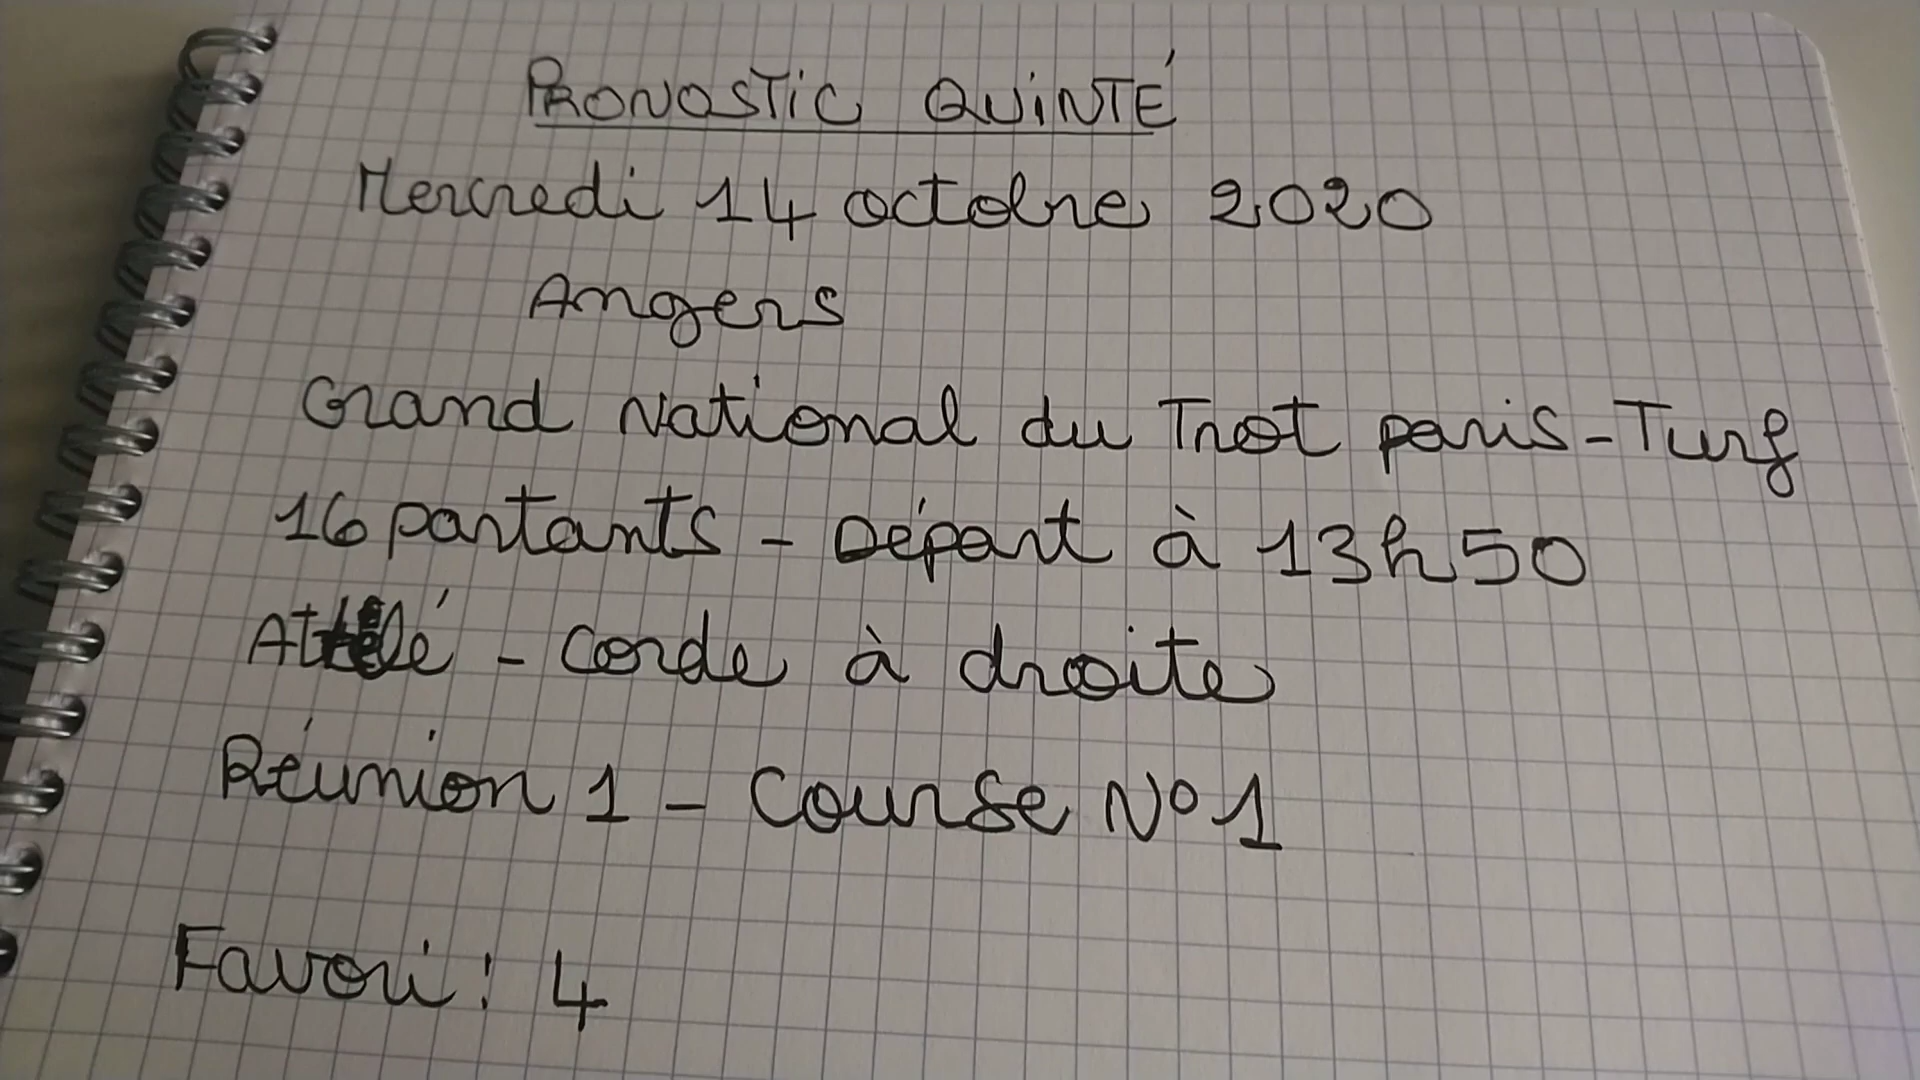 PRONOSTIC QUINTÉ
Mercredi 14 octobre 2020
Angers
Grand National du Trot paris-Turf
16 partants - Départ à 13h50
Attelé - Corde à droite
Réunion 1 - Course N°1
Favori : 4